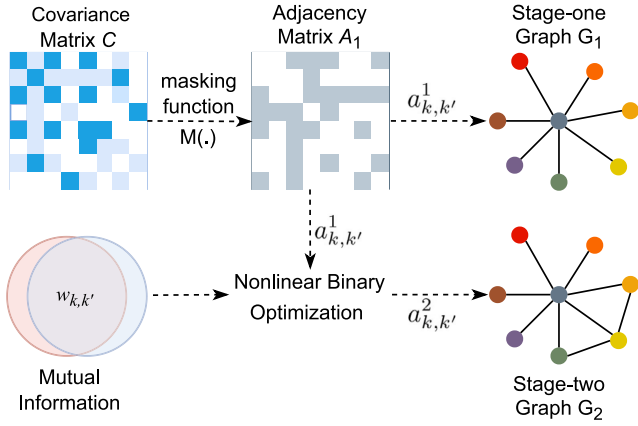 Covariance
Matrix C
Adjacency
Matrix A₁
Stage-one
Graph G₁
masking
function
M(.)
a¹ₖ,ₖ′
a¹ₖ,ₖ′
wₖ,ₖ′
Nonlinear Binary
Optimization
a²ₖ,ₖ′
Mutual
Information
Stage-two
Graph G₂